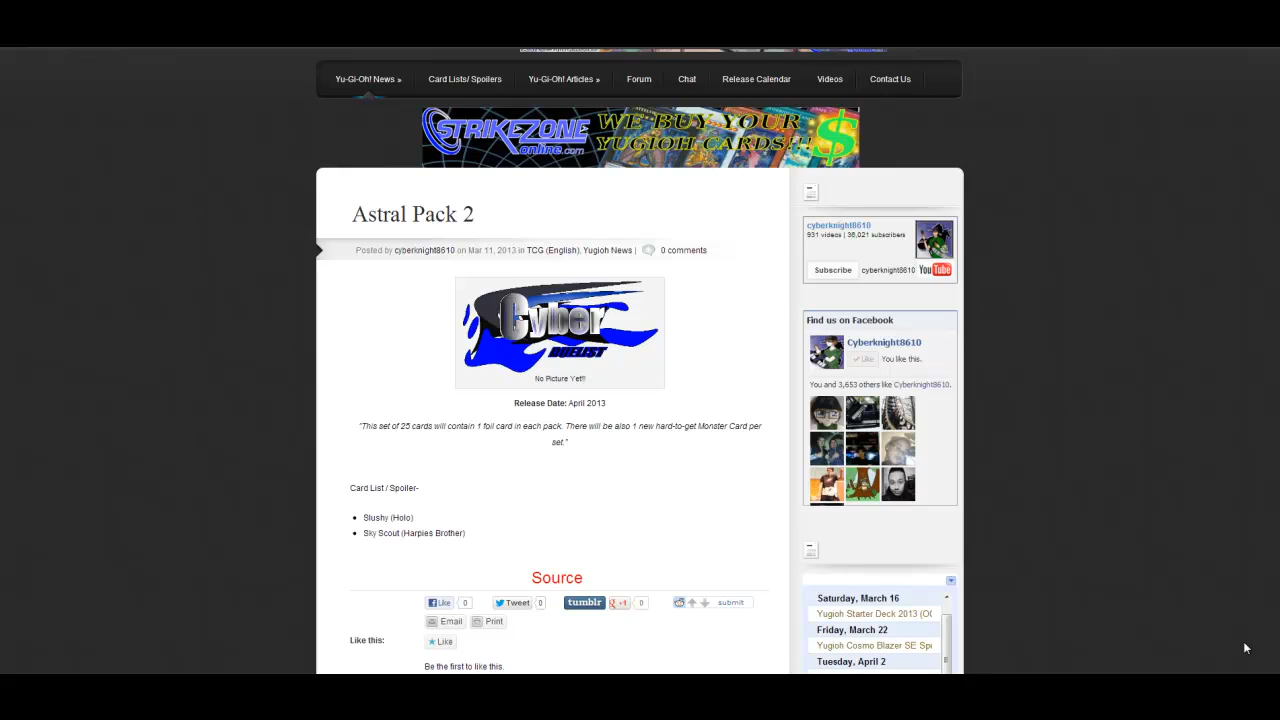 Yu-Gi-Oh! News » Card Lists/ Spoilers Yu-Gi-Oh! Articles » Forum Chat Release Calendar Videos Contact Us
STRIKEZONE online.com
WE BUY YOUR
YUGIOH CARDS!!!
$
Astral Pack 2
Posted by cyberknight8610 on Mar 11, 2013 in TCG (English), Yugioh News | 0 comments
Cyber
DUELIST
No Picture Yet!!
Release Date: April 2013
"This set of 25 cards will contain 1 foil card in each pack. There will be also 1 new hard-to-get Monster Card per
set."
Card List / Spoiler-
Slushy (Holo)
Sky Scout (Harpies Brother)
Source
Like 0 Tweet 0 tumblr g +1 0 submit
Email Print
Like this: Like
Be the first to like this.
cyberknight8610
931 videos | 36,021 subscribers
Subscribe cyberknight8610 YouTube
Find us on Facebook
Cyberknight8610
Like You like this.
You and 3,653 others like Cyberknight8610.
Saturday, March 16
Yugioh Starter Deck 2013 (OC
Friday, March 22
Yugioh Cosmo Blazer SE Spe
Tuesday, April 2